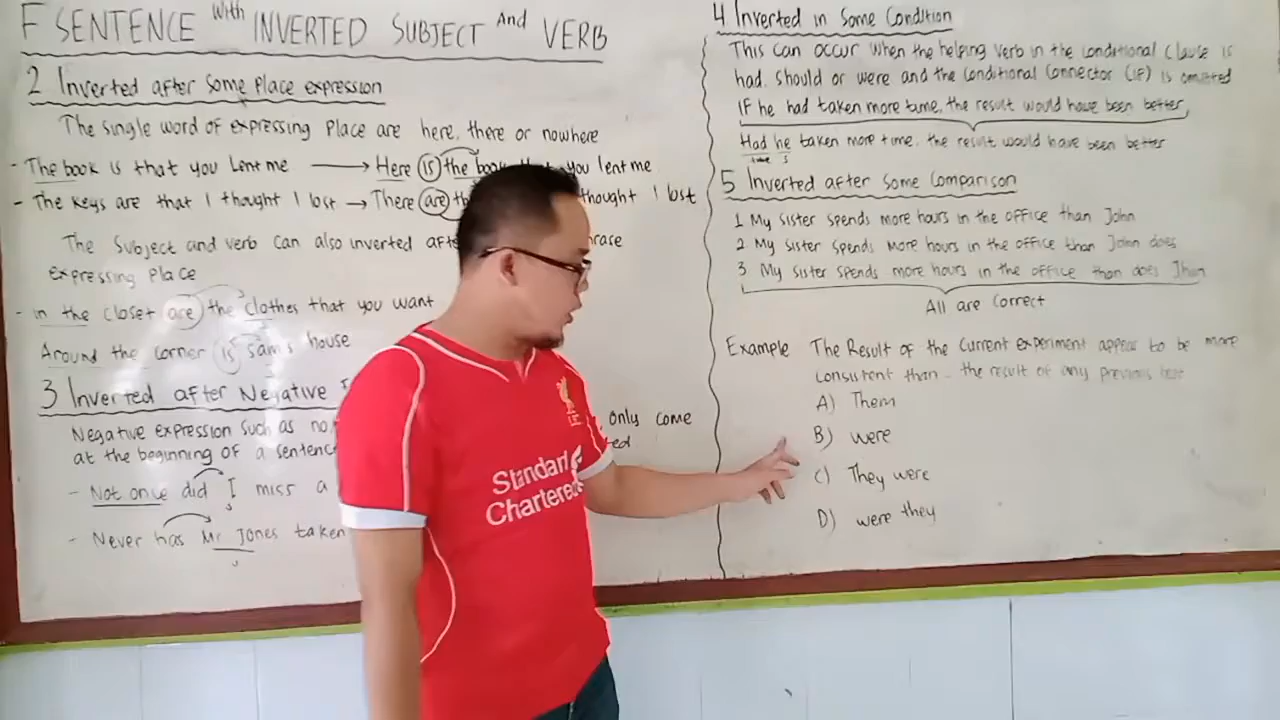 F SENTENCE with INVERTED SUBJECT And VERB
2 Inverted after Some Place expression
The single word of expressing Place are here, there or nowhere
- The book is that you Lent me → Here is the book you lent me
- The keys are that I thought I lost → There are thought I lost
The Subject and verb can also inverted
expressing Place
- in the closet are the clothes that you want
Around the corner is sam's house
3 Inverted after Negative
Negative expression such as no only come
at the beginning of a sentence
- Not once did I miss a
- Never has Mr Jones taken
4 Inverted in Some Condition
This can occur when the helping verb in the conditional Clause is
had. should or were and the Conditional Connector (IF) is omitted
IF he had taken more time, the result would have been better,
Had he taken more time. the result would have been better
S
5 Inverted after Some Comparison
1 My sister spends more hours in the office than John
2 My sister spends more hours in the office than John does
3 My sister spends more hours in the office than does Jhon
All are Correct
Example The Result of the Current experiment appear to be more
Consistent than - the result of any previous test
A) Them
B) were
C) They were
D) were they
Standard
Chartered